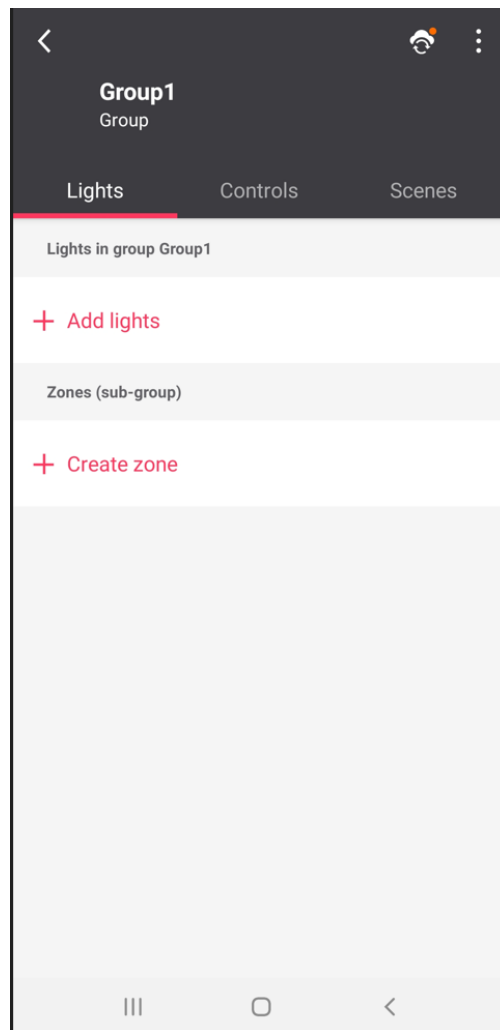 Group1
Group
Lights Controls Scenes
Lights in group Group1
+ Add lights
Zones (sub-group)
+ Create zone